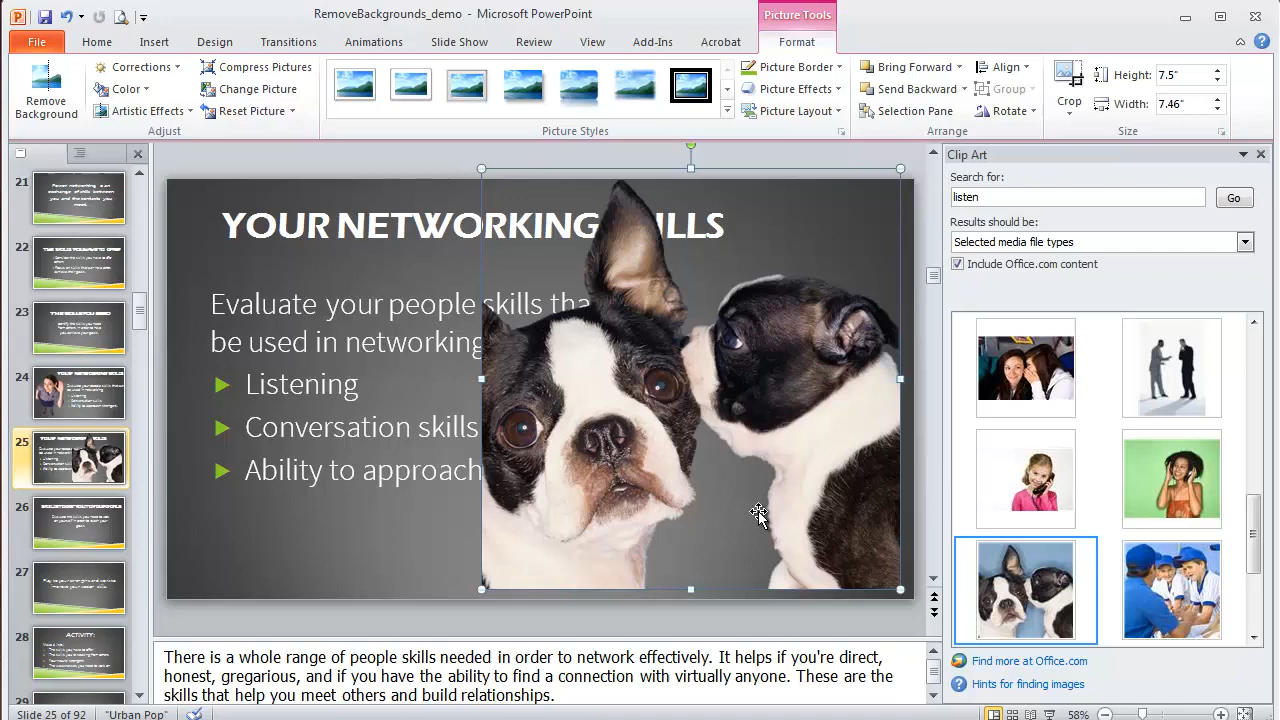 RemoveBackgrounds_demo - Microsoft PowerPoint
Picture Tools
File Home Insert Design Transitions Animations Slide Show Review View Add-Ins Acrobat Format
Remove Background
Corrections
Color
Artistic Effects
Compress Pictures
Change Picture
Reset Picture
Adjust
Picture Styles
Picture Border
Picture Effects
Picture Layout
Bring Forward
Send Backward
Selection Pane
Align
Group
Rotate
Arrange
Crop
Height: 7.5"
Width: 7.46"
Size
21
22
23
24
25
26
27
28
29
ACTIVITY:
YOUR NETWORKING SKILLS
Evaluate your people skills tha
be used in networking
Listening
Conversation skills
Ability to approach
There is a whole range of people skills needed in order to network effectively. It helps if you're direct,
honest, gregarious, and if you have the ability to find a connection with virtually anyone. These are the
skills that help you meet others and build relationships.
Clip Art
Search for:
listen
Go
Results should be:
Selected media file types
Include Office.com content
Find more at Office.com
Hints for finding images
Slide 25 of 92
"Urban Pop"
58%